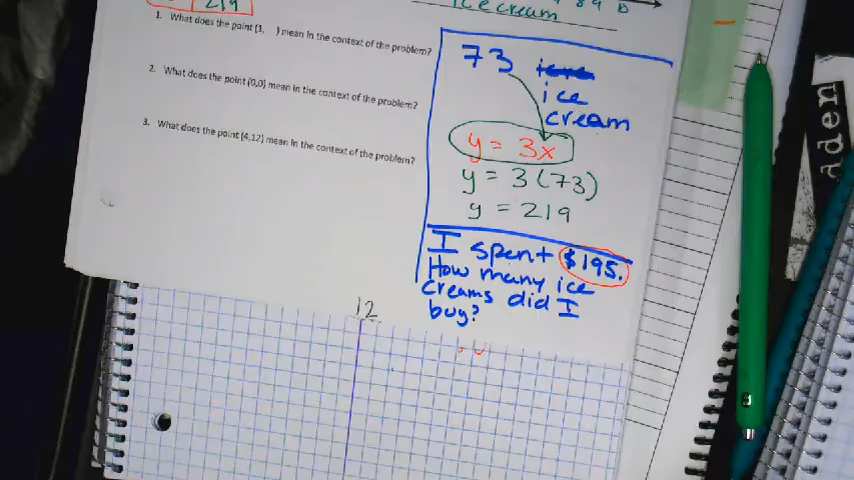 219
Ice cream
1. What does the point (1, ) mean in the context of the problem?
2. What does the point (0,0) mean in the context of the problem?
3. What does the point (4,12) mean in the context of the problem?
73
ice
cream
y = 3x
y = 3(73)
y = 219
I spent $195.
How many ice
creams did I
buy?
12
aden